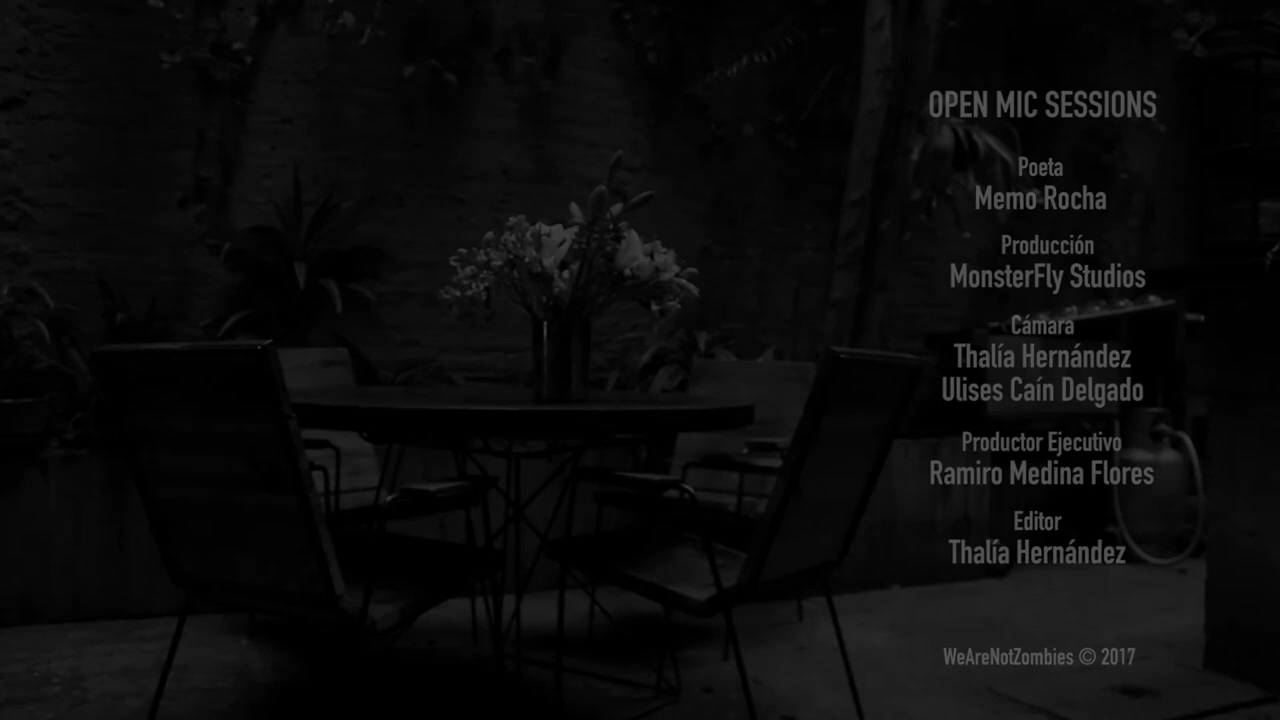 OPEN MIC SESSIONS
Poeta
Memo Rocha
Producción
MonsterFly Studios
Cámara
Thalía Hernández
Ulises Caín Delgado
Productor Ejecutivo
Ramiro Medina Flores
Editor
Thalía Hernández
WeAreNotZombies © 2017